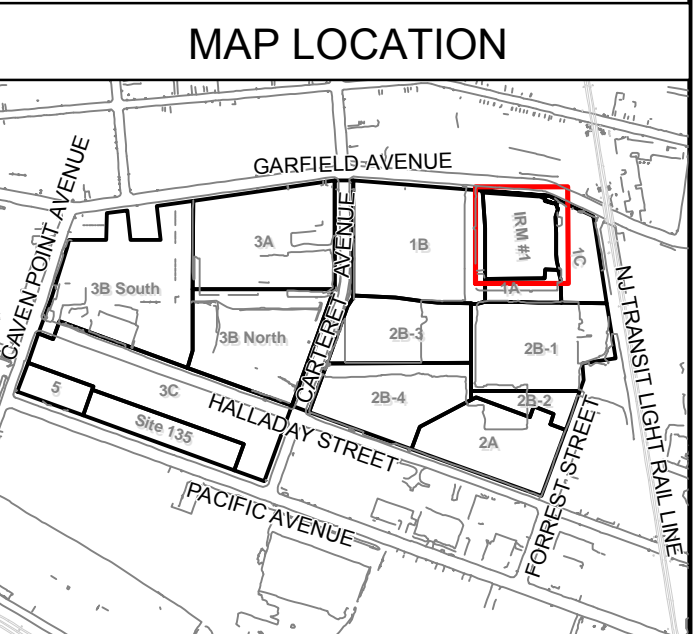 MAP LOCATION
GARFIELD AVENUE
CAVEN POINT AVENUE
CARTERET AVENUE
3A
1B
IRM #1
1C
1A
3B South
3B North
2B-3
2B-1
NJ TRANSIT LIGHT RAIL LINE
5
3C
2B-4
2B-2
HALLADAY STREET
Site 135
2A
FORREST STREET
PACIFIC AVENUE